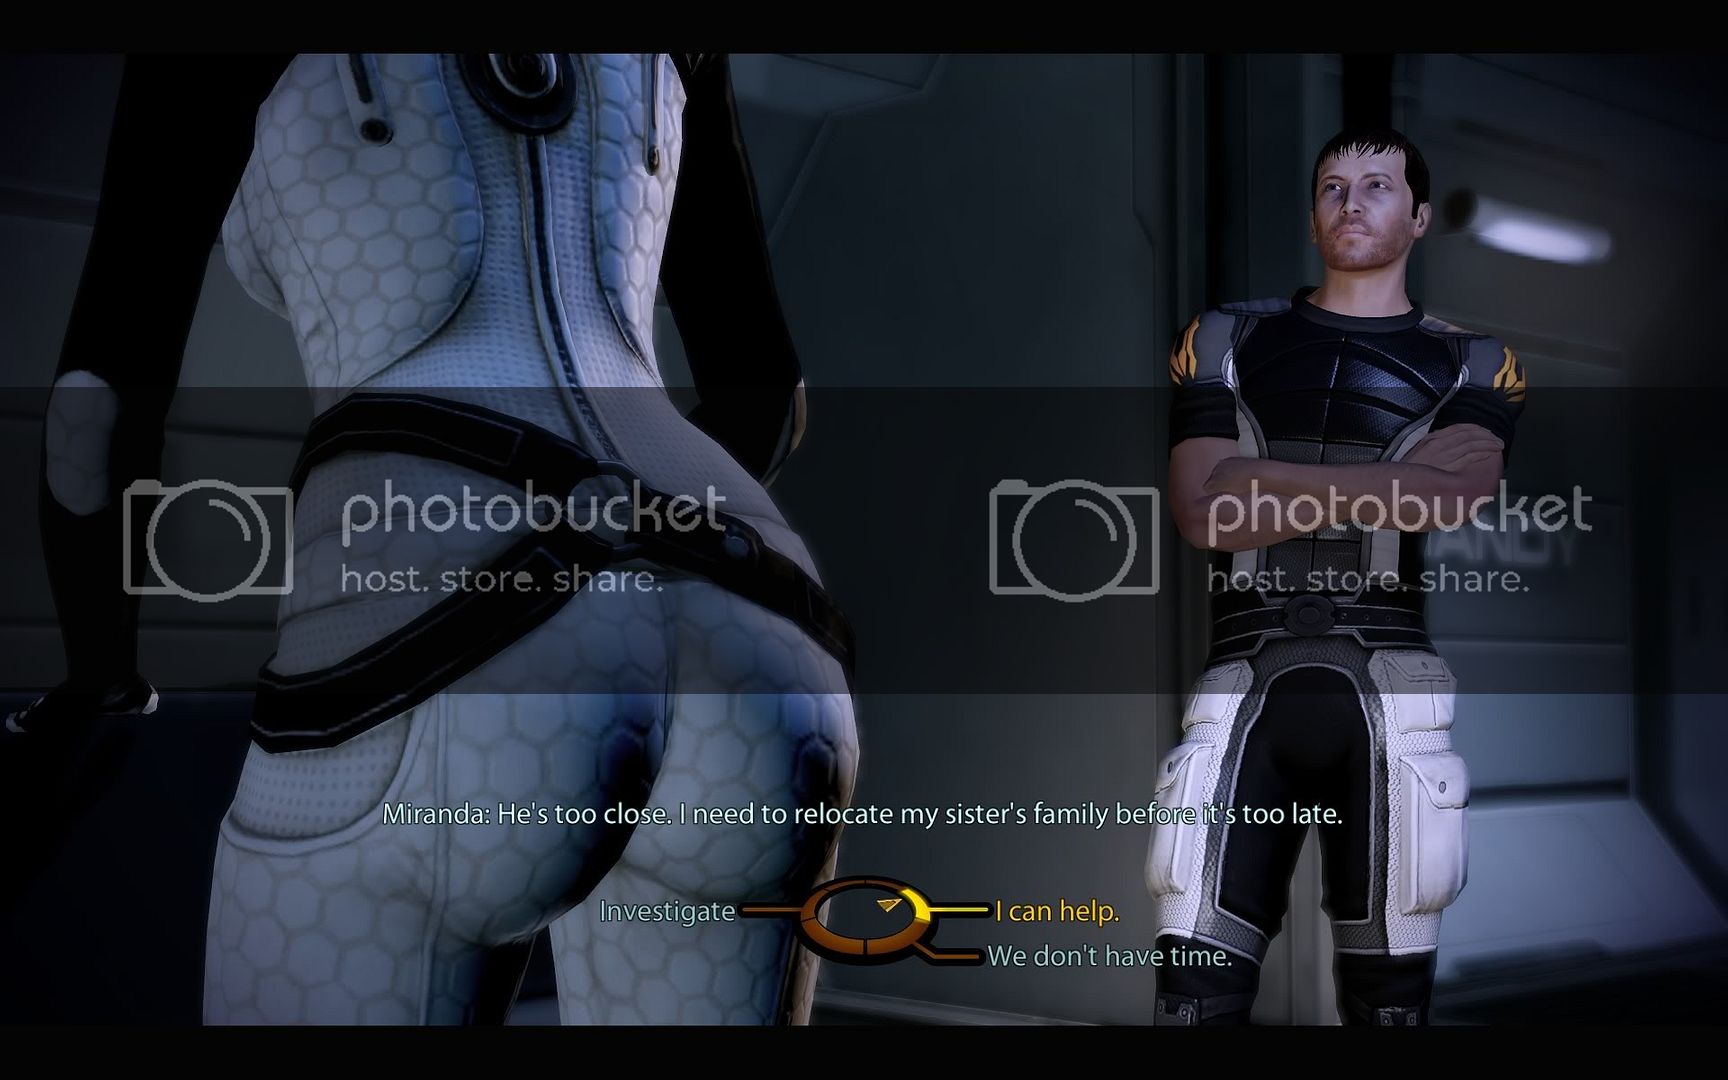 photobucket
host. store. share.
photobucket
host. store. share.
Miranda: He's too close. I need to relocate my sister's family before it's too late.
Investigate
I can help.
We don't have time.